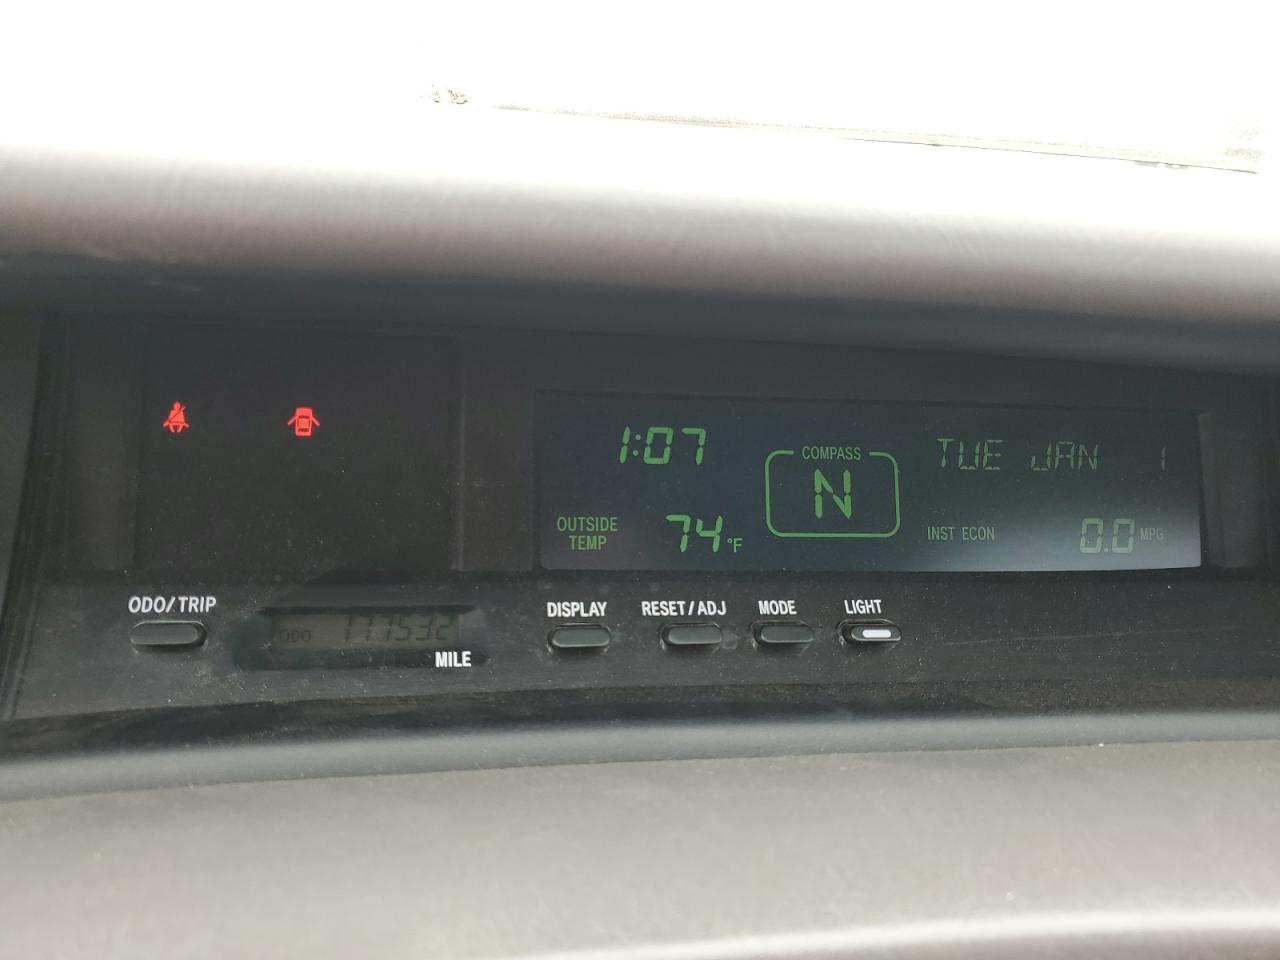 1:07
COMPASS
N
TUE JAN 1
OUTSIDE
TEMP
74°F
INST ECON 0.0 MPG
ODO/TRIP
ODO
MILE
DISPLAY
RESET/ADJ
MODE
LIGHT